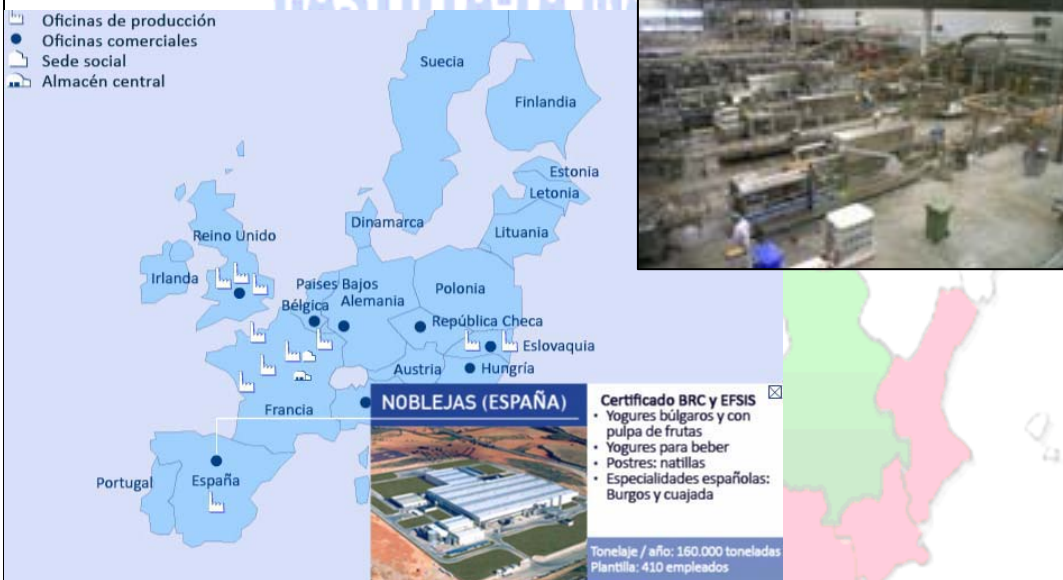 Oficinas de producción
Oficinas comerciales
Sede social
Almacén central
Suecia
Finlandia
Estonia
Letonia
Dinamarca
Lituania
Reino Unido
Irlanda
Paises Bajos
Bélgica
Alemania
Polonia
República Checa
Eslovaquia
Austria
Hungría
Francia
Portugal
España
NOBLEJAS (ESPAÑA)
Certificado BRC y EFSIS
• Yogures búlgaros y con
pulpa de frutas
• Yogures para beber
• Postres: natillas
• Especialidades españolas:
Burgos y cuajada
Tonelaje / año: 160.000 toneladas
Plantilla: 410 empleados